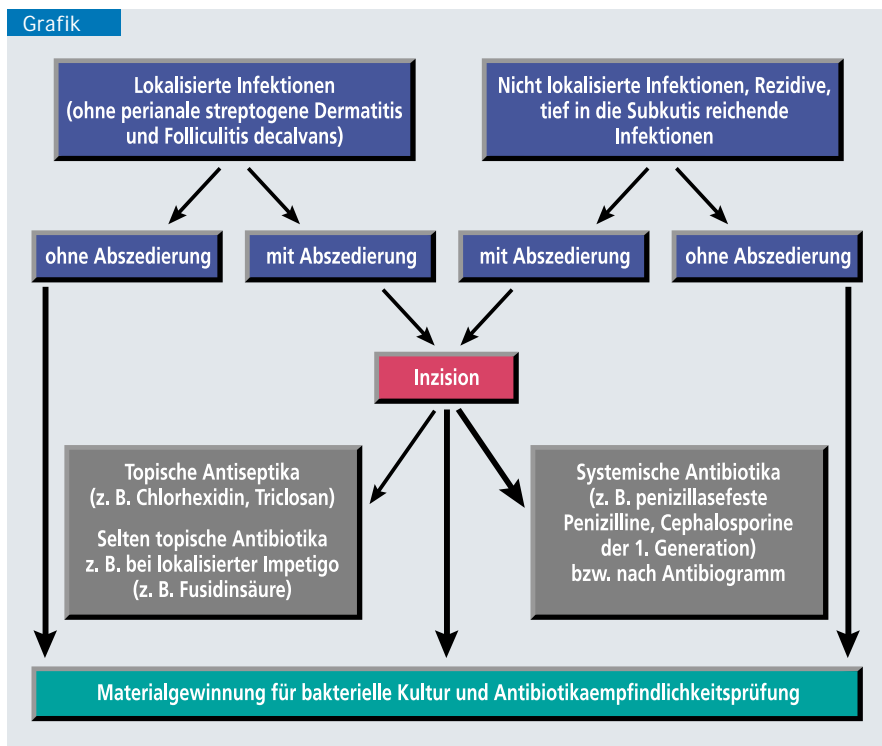 Grafik
Lokalisierte Infektionen
(ohne perianale streptogene Dermatitis
und Folliculitis decalvans)
Nicht lokalisierte Infektionen, Rezidive,
tief in die Subkutis reichende
Infektionen
ohne Abszedierung
mit Abszedierung
mit Abszedierung
ohne Abszedierung
Inzision
Topische Antiseptika
(z. B. Chlorhexidin, Triclosan)
Selten topische Antibiotika
z. B. bei lokalisierter Impetigo
(z. B. Fusidinsäure)
Systemische Antibiotika
(z. B. penizillasefeste
Penizilline, Cephalosporine
der 1. Generation)
bzw. nach Antibiogramm
Materialgewinnung für bakterielle Kultur und Antibiotikaempfindlichkeitsprüfung